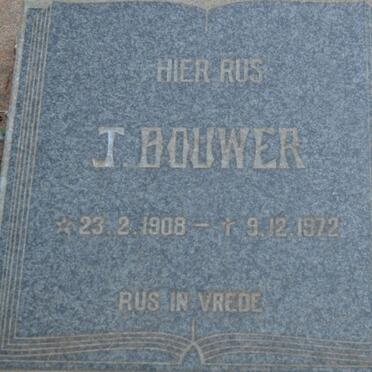 HIER RUS
J. BOUWER
☆ 23.2.1908 — † 9.12.1972
RUS IN VREDE